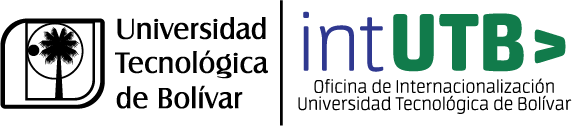 Universidad
Tecnológica
de Bolívar
intUTB>
Oficina de Internacionalización
Universidad Tecnológica de Bolívar